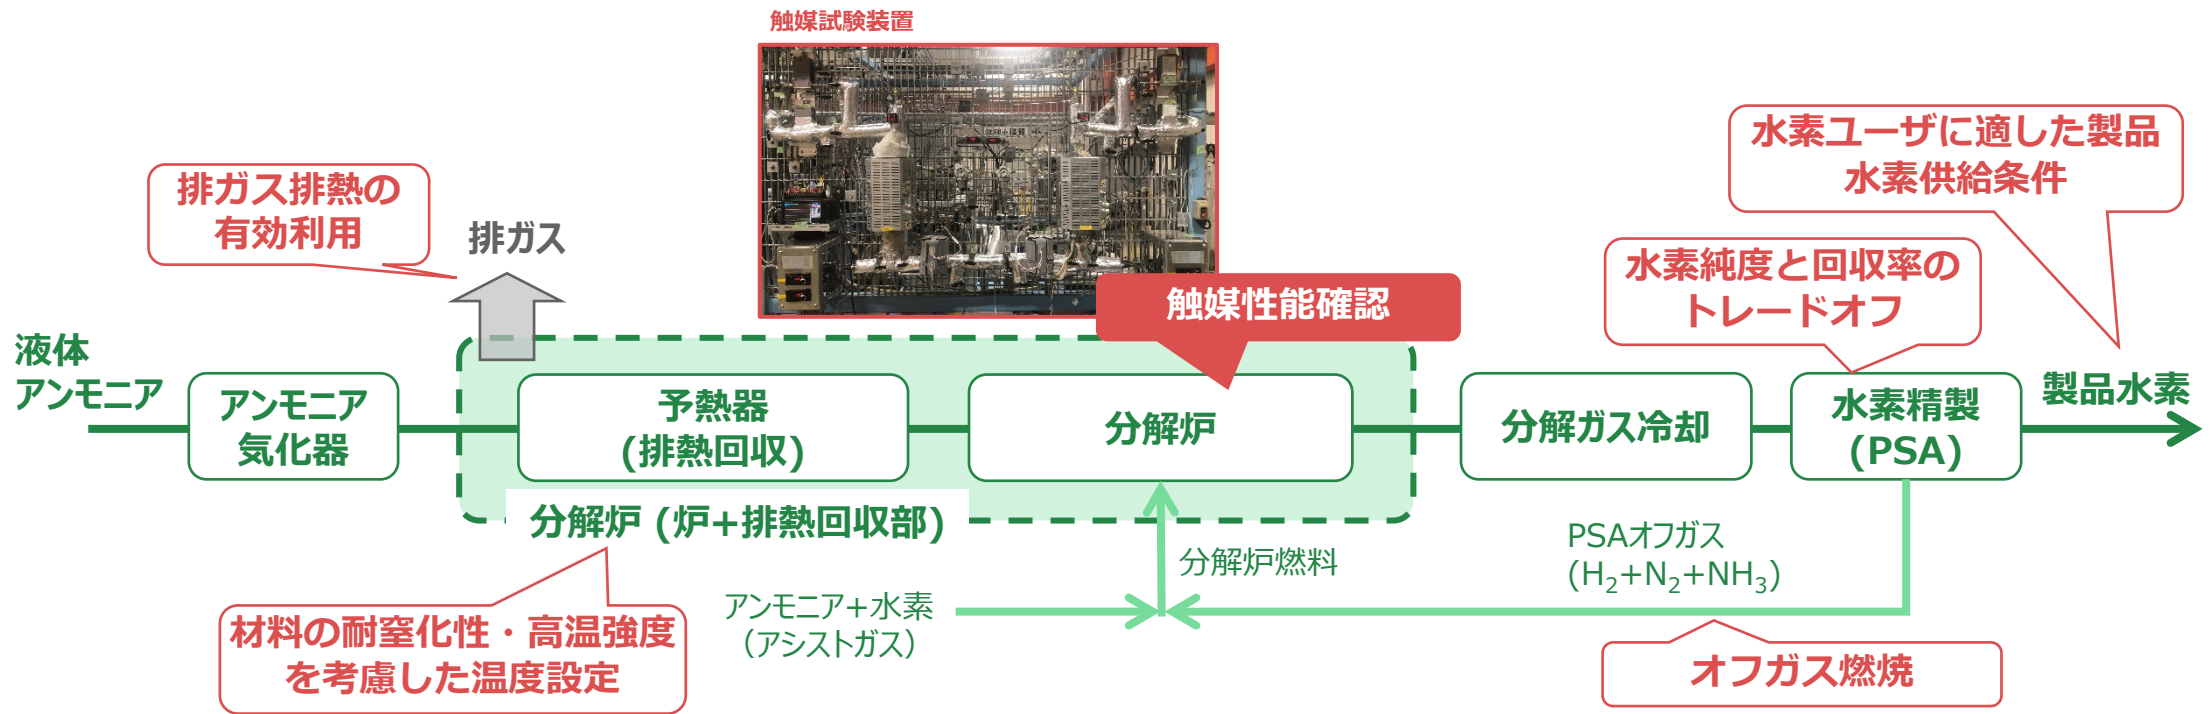 触媒試験装置
水素ユーザに適した製品
水素供給条件
排ガス排熱の
有効利用
排ガス
水素純度と回収率の
トレードオフ
触媒性能確認
液体
アンモニア
アンモニア
気化器
予熱器
(排熱回収)
分解炉
分解ガス冷却
水素精製
(PSA)
製品水素
分解炉 (炉+排熱回収部)
分解炉燃料
PSAオフガス
(H₂+N₂+NH₃)
アンモニア+水素
（アシストガス）
材料の耐窒化性・高温強度
を考慮した温度設定
オフガス燃焼